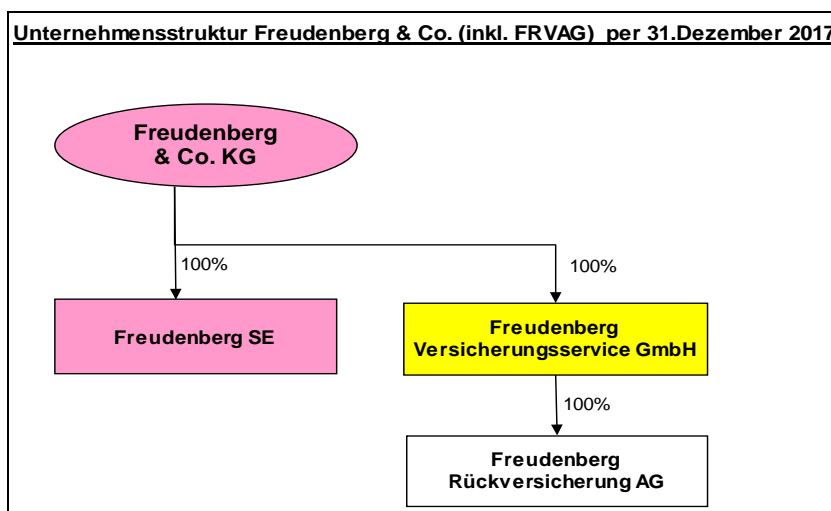 Unternehmensstruktur Freudenberg & Co. (inkl. FRVAG) per 31.Dezember 2017
Freudenberg
& Co. KG
100%
100%
Freudenberg SE
Freudenberg
Versicherungsservice GmbH
100%
Freudenberg
Rückversicherung AG